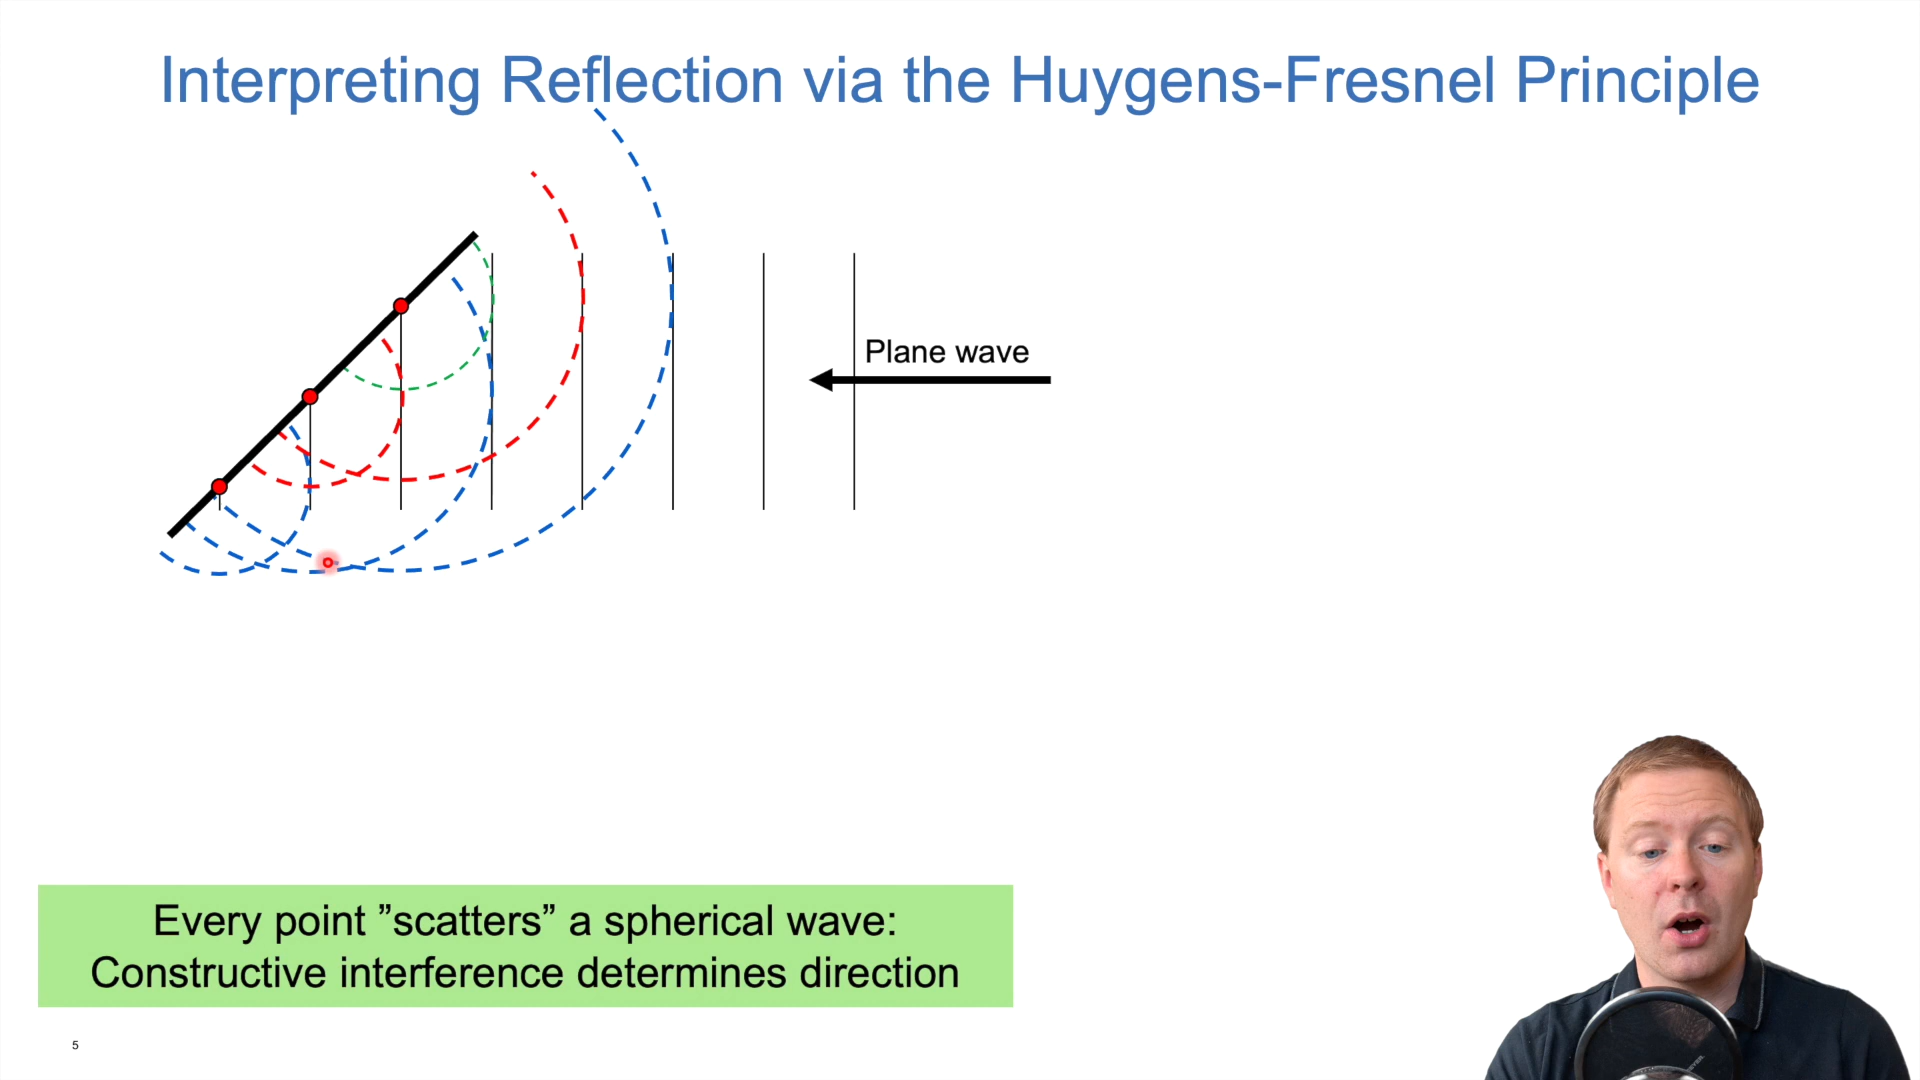 Interpreting Reflection via the Huygens-Fresnel Principle
Plane wave
Every point ”scatters” a spherical wave:
Constructive interference determines direction
5